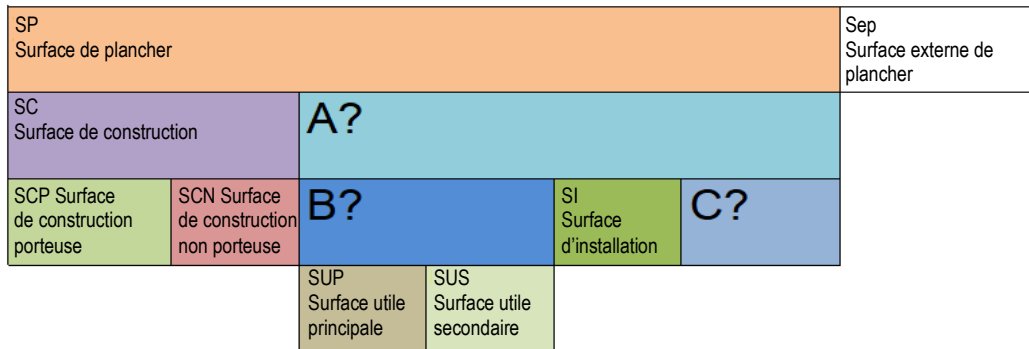 SP
Surface de plancher
Sep
Surface externe de
plancher
SC
Surface de construction
A?
SCP Surface
de construction
porteuse
SCN Surface
de construction
non porteuse
B?
SI
Surface
d'installation
C?
SUP
Surface utile
principale
SUS
Surface utile
secondaire